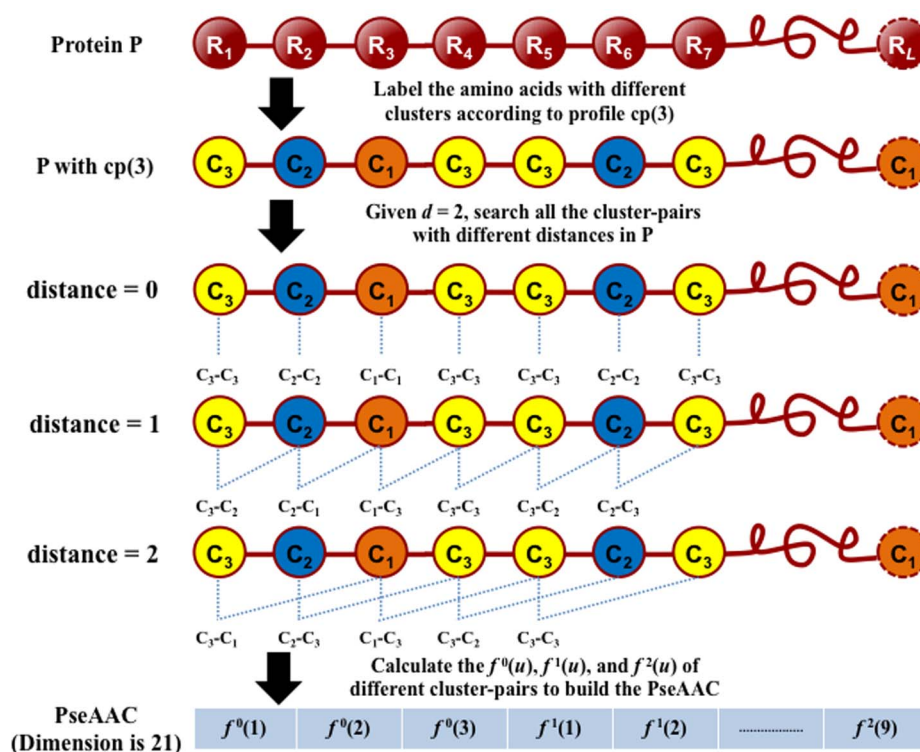 Protein P
R₁ R₂ R₃ R₄ R₅ R₆ R₇ R_L
Label the amino acids with different
clusters according to profile cp(3)
P with cp(3)
C₃ C₂ C₁ C₃ C₃ C₂ C₃ C₁
Given d = 2, search all the cluster-pairs
with different distances in P
distance = 0
C₃ C₂ C₁ C₃ C₃ C₂ C₃ C₁
C₃-C₃ C₂-C₂ C₁-C₁ C₃-C₃ C₃-C₃ C₂-C₂ C₃-C₃
distance = 1
C₃ C₂ C₁ C₃ C₃ C₂ C₃ C₁
C₃-C₂ C₂-C₁ C₁-C₃ C₃-C₃ C₃-C₂ C₂-C₃
distance = 2
C₃ C₂ C₁ C₃ C₃ C₂ C₃ C₁
C₃-C₁ C₂-C₃ C₁-C₃ C₃-C₂ C₃-C₃
Calculate the f⁰(u), f¹(u), and f²(u) of
different cluster-pairs to build the PseAAC
PseAAC
(Dimension is 21)
f⁰(1) f⁰(2) f⁰(3) f¹(1) f¹(2) .................. f²(9)